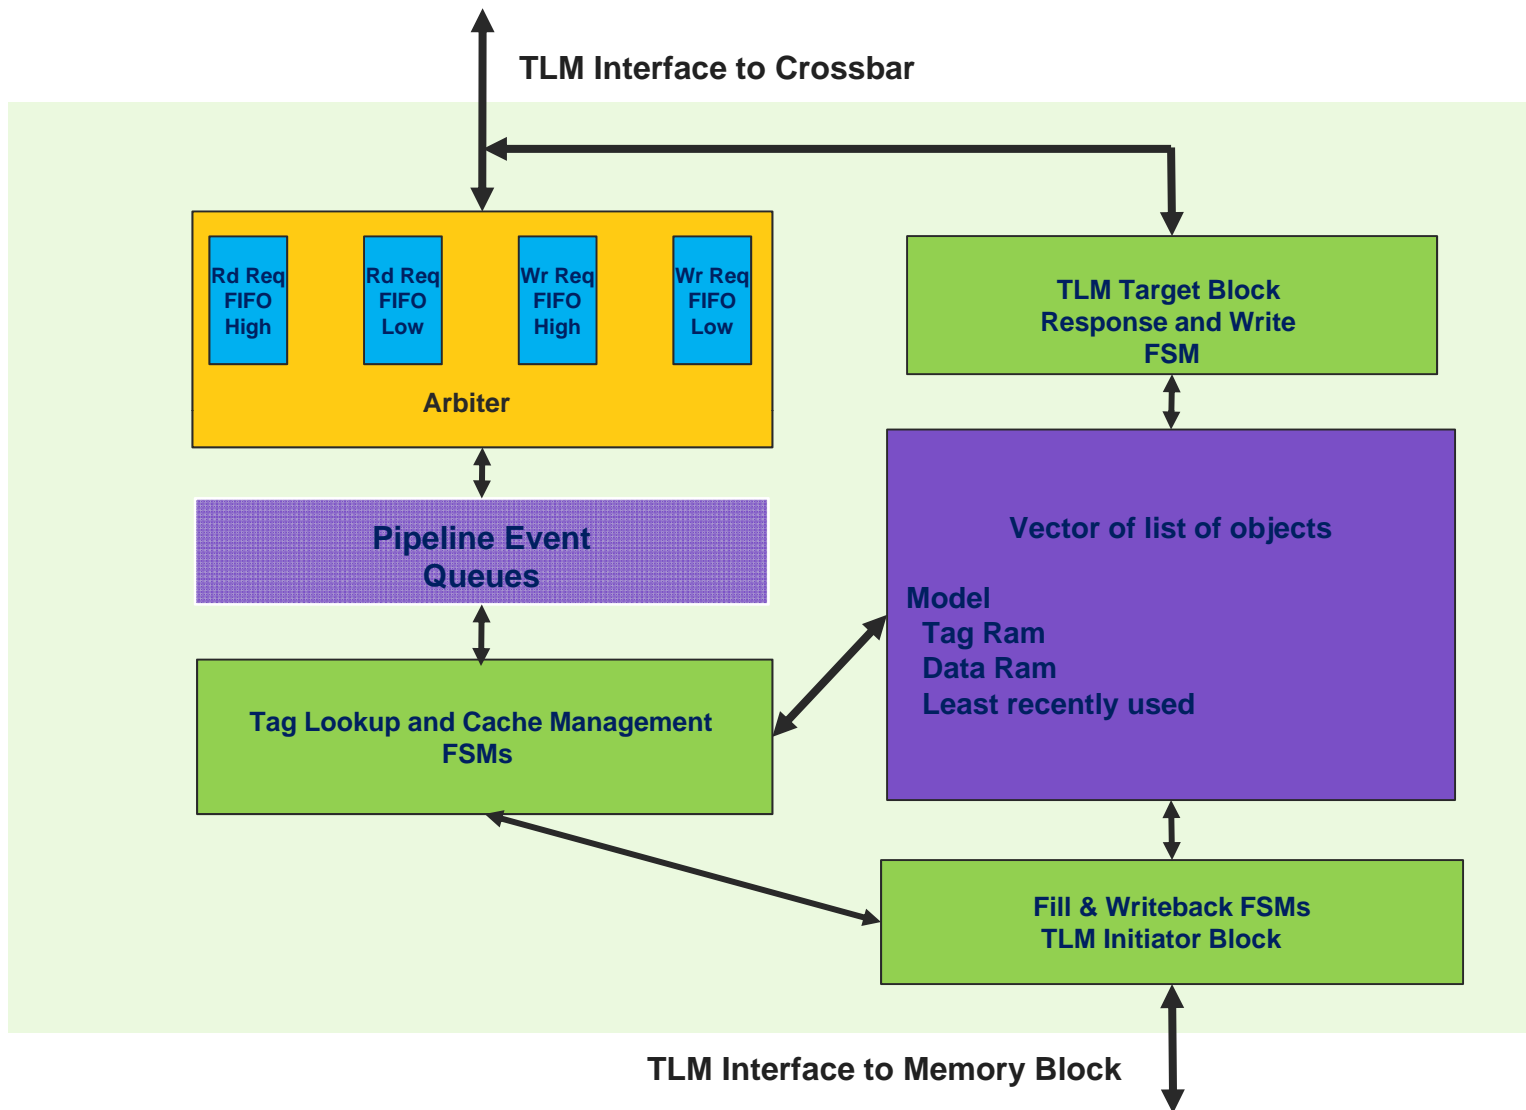 TLM Interface to Crossbar
Rd Req
FIFO
High
Rd Req
FIFO
Low
Wr Req
FIFO
High
Wr Req
FIFO
Low
Arbiter
TLM Target Block
Response and Write
FSM
Pipeline Event
Queues
Vector of list of objects
Model
Tag Ram
Data Ram
Least recently used
Tag Lookup and Cache Management
FSMs
Fill & Writeback FSMs
TLM Initiator Block
TLM Interface to Memory Block